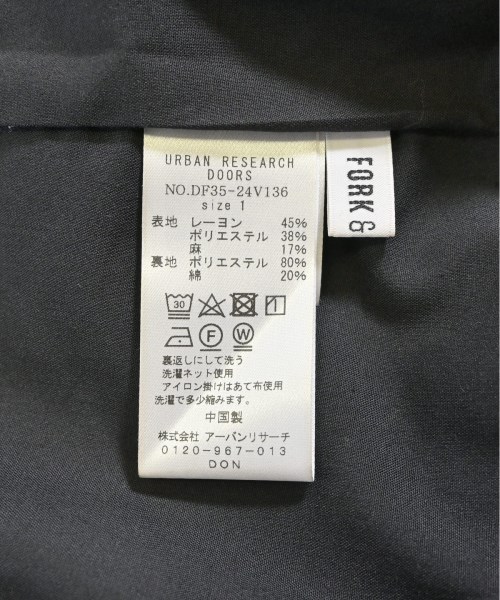 URBAN RESEARCH
DOORS
NO.DF35-24V136
size 1
表地 レーヨン 45%
ポリエステル 38%
麻 17%
裏地 ポリエステル 80%
綿 20%
30
F W
裏返しにして洗う
洗濯ネット使用
アイロン掛けはあて布使用
洗濯で多少縮みます。
中国製
株式会社 アーバンリサーチ
0120-967-013
DON
FORK &